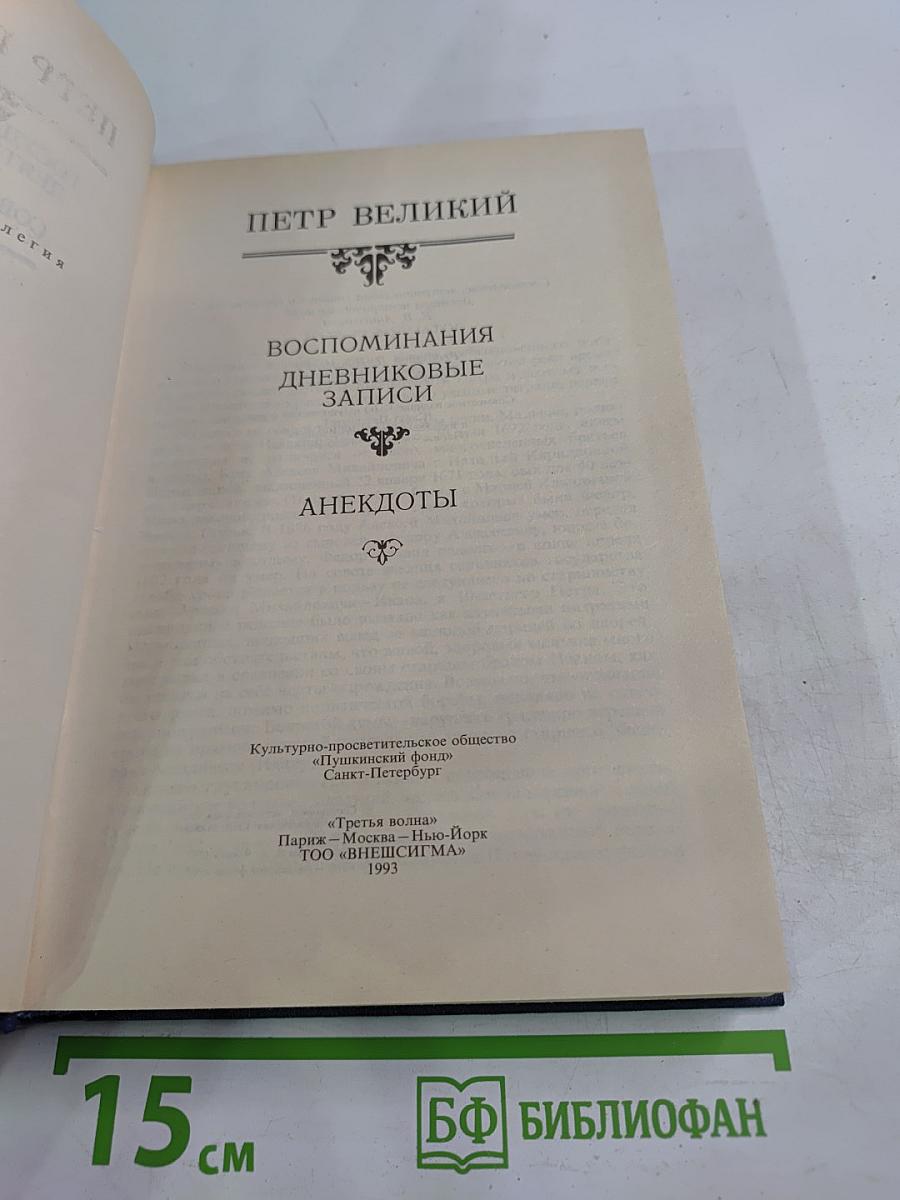 легия
ПЕТР ВЕЛИКИЙ
ВОСПОМИНАНИЯ
ДНЕВНИКОВЫЕ
ЗАПИСИ
АНЕКДОТЫ
Культурно-просветительское общество
«Пушкинский фонд»
Санкт-Петербург
«Третья волна»
Париж — Москва — Нью-Йорк
ТОО «ВНЕШСИГМА»
1993
15 см
БФ БИБЛИОФАН